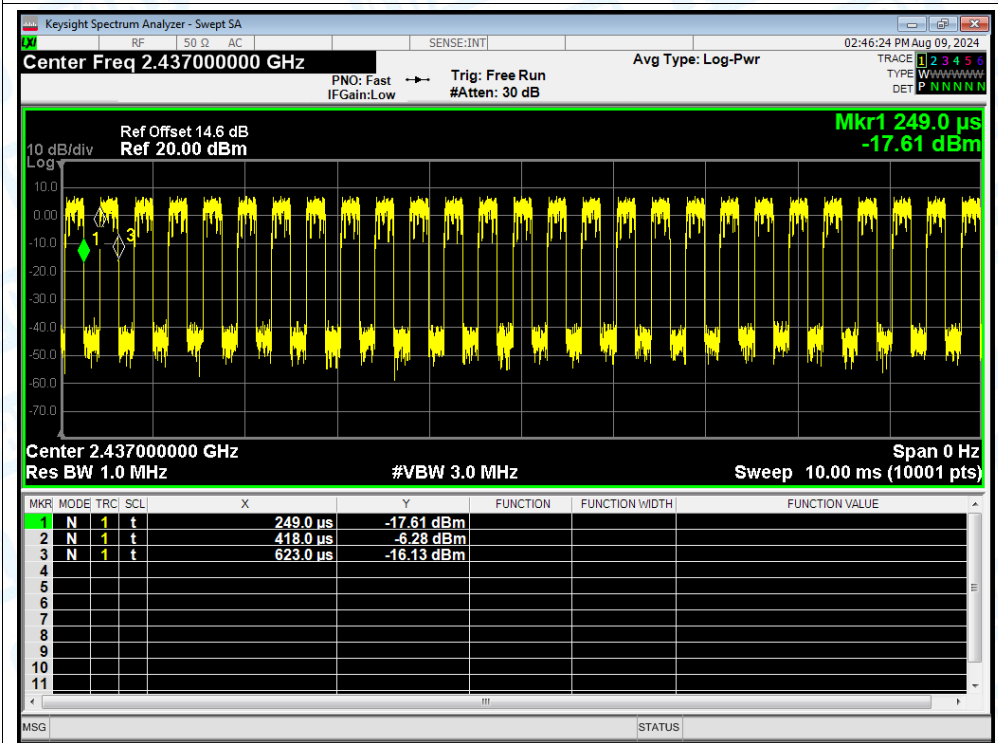 Keysight Spectrum Analyzer - Swept SA
LXI RF 50 Ω AC SENSE:INT 02:46:24 PM Aug 09, 2024
Center Freq 2.437000000 GHz
PNO: Fast
IFGain:Low
Trig: Free Run
#Atten: 30 dB
Avg Type: Log-Pwr
TRACE 1 2 3 4 5 6
TYPE WWWWWW
DET P N N N N N
Mkr1 249.0 µs
-17.61 dBm
Ref Offset 14.6 dB
10 dB/div Ref 20.00 dBm
Log
10.0
0.00
-10.0
-20.0
-30.0
-40.0
-50.0
-60.0
-70.0
1
3
Center 2.437000000 GHz Span 0 Hz
Res BW 1.0 MHz #VBW 3.0 MHz Sweep 10.00 ms (10001 pts)
MKR MODE TRC SCL X Y FUNCTION FUNCTION WIDTH FUNCTION VALUE
1 N 1 t 249.0 µs -17.61 dBm
2 N 1 t 418.0 µs -6.28 dBm
3 N 1 t 623.0 µs -16.13 dBm
4
5
6
7
8
9
10
11
MSG STATUS